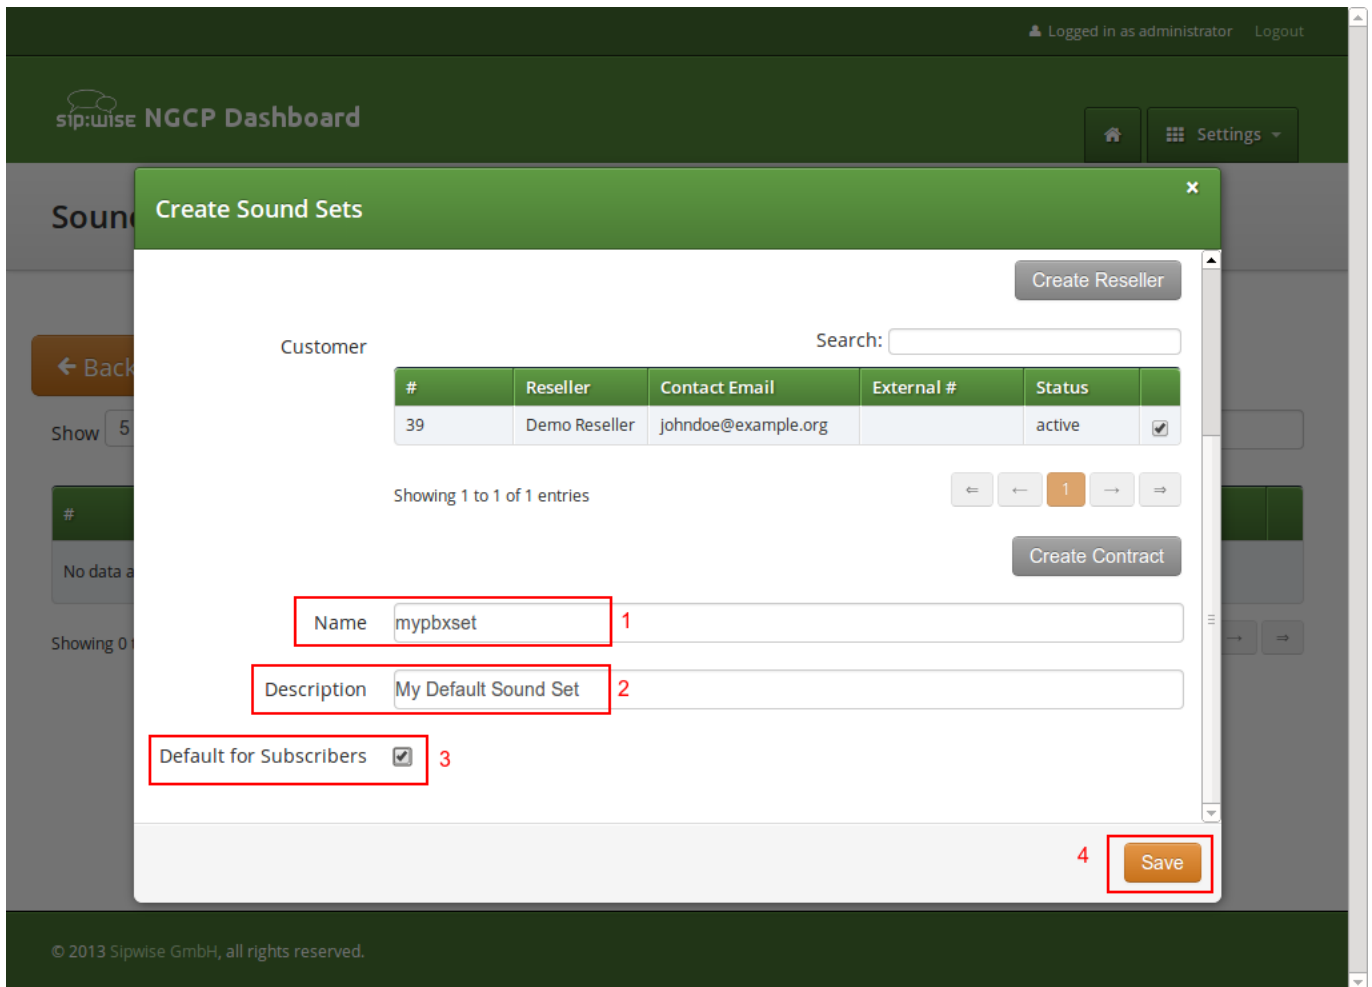 Logged in as administrator Logout
sip:wise NGCP Dashboard
Settings
Soun
Create Sound Sets
×
Create Reseller
Customer
Search:
← Back
# Reseller Contact Email External # Status
39 Demo Reseller johndoe@example.org active
Show 5
Showing 1 to 1 of 1 entries
⇐ ← 1 → ⇒
#
Create Contract
No data a
Name mypbxset 1
Showing 0 t
→ ⇒
Description My Default Sound Set 2
Default for Subscribers 3
4 Save
© 2013 Sipwise GmbH, all rights reserved.